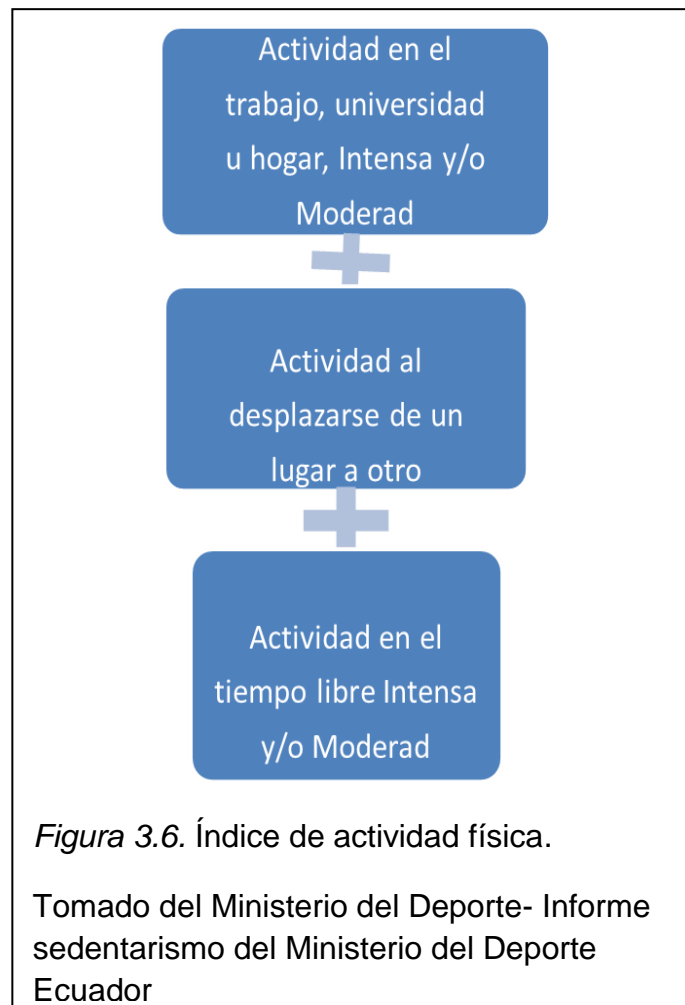 Actividad en el
trabajo, universidad
u hogar, Intensa y/o
Moderad
Actividad al
desplazarse de un
lugar a otro
Actividad en el
tiempo libre Intensa
y/o Moderad
Figura 3.6. Índice de actividad física.
Tomado del Ministerio del Deporte- Informe
sedentarismo del Ministerio del Deporte
Ecuador